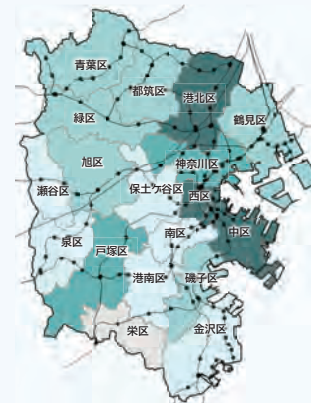 青葉区
都筑区
港北区
緑区
鶴見区
旭区
神奈川区
瀬谷区
保土ケ谷区
西区
泉区
戸塚区
南区
中区
港南区
磯子区
栄区
金沢区